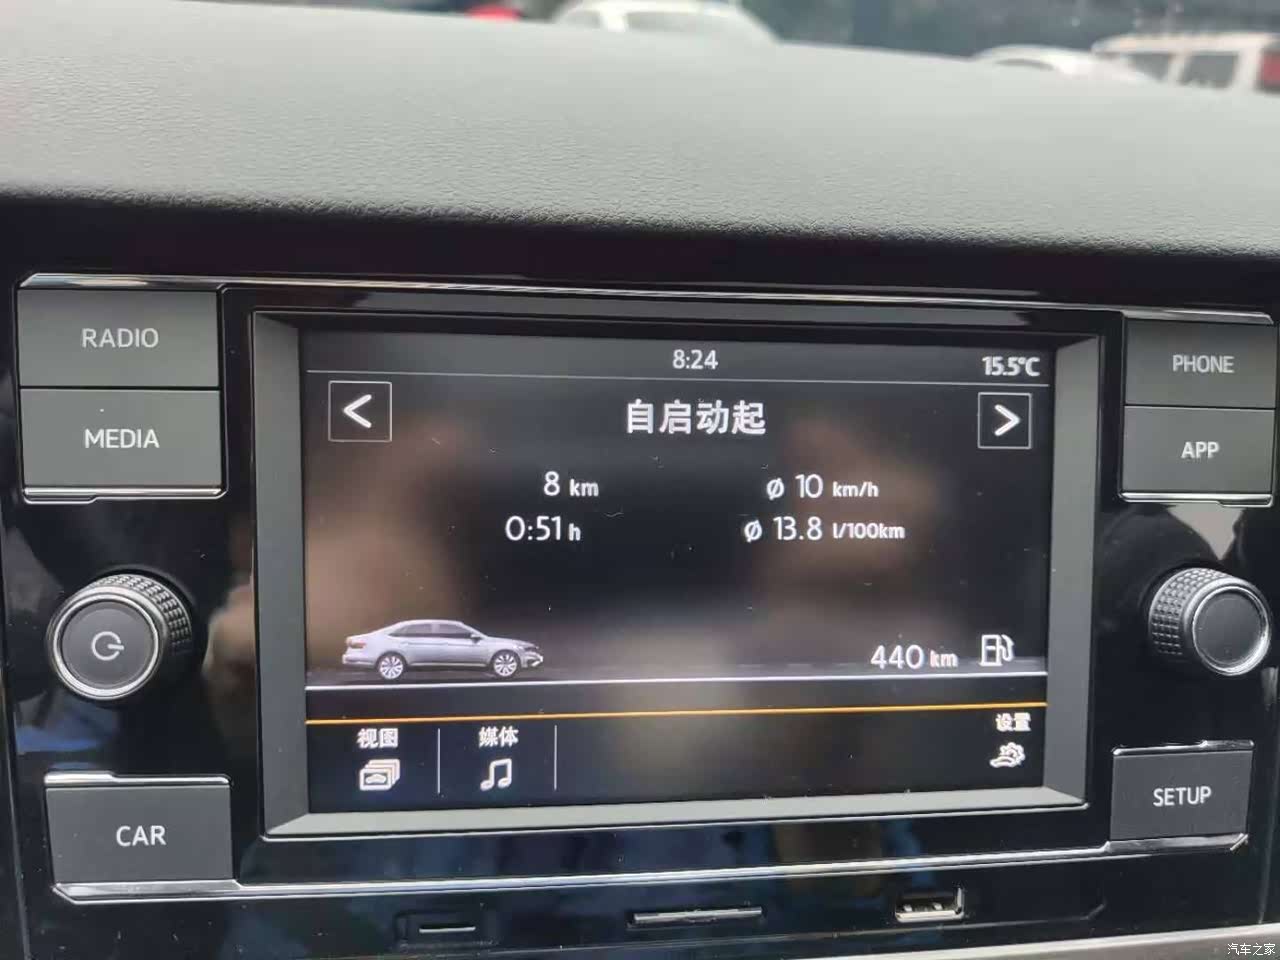 RADIO
MEDIA
CAR
8:24
15.5°C
<
自启动起
>
8 km
Ø 10 km/h
0:51 h
Ø 13.8 l/100km
440 km
视图
媒体
设置
PHONE
APP
SETUP
汽车之家